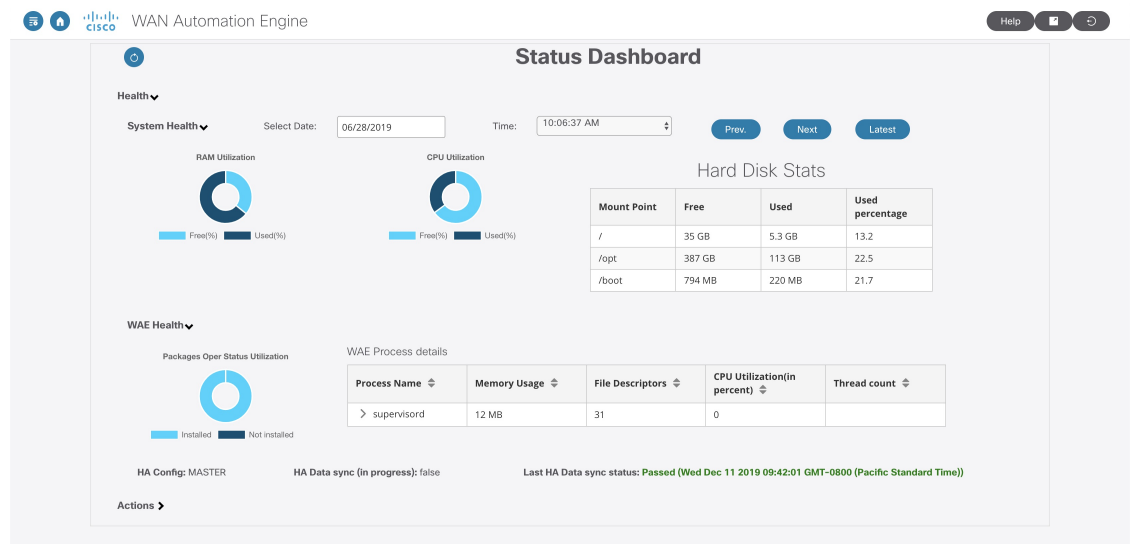 CISCO WAN Automation Engine Help
Status Dashboard
Health
System Health Select Date: 06/28/2019 Time: 10:06:37 AM Prev. Next Latest
RAM Utilization CPU Utilization
Free(%) Used(%) Free(%) Used(%)
Hard Disk Stats
Mount Point Free Used Used percentage
/ 35 GB 5.3 GB 13.2
/opt 387 GB 113 GB 22.5
/boot 794 MB 220 MB 21.7
WAE Health
Packages Oper Status Utilization
Installed Not installed
WAE Process details
Process Name Memory Usage File Descriptors CPU Utilization(in percent) Thread count
supervisord 12 MB 31 0
HA Config: MASTER HA Data sync (in progress): false Last HA Data sync status: Passed (Wed Dec 11 2019 09:42:01 GMT-0800 (Pacific Standard Time))
Actions